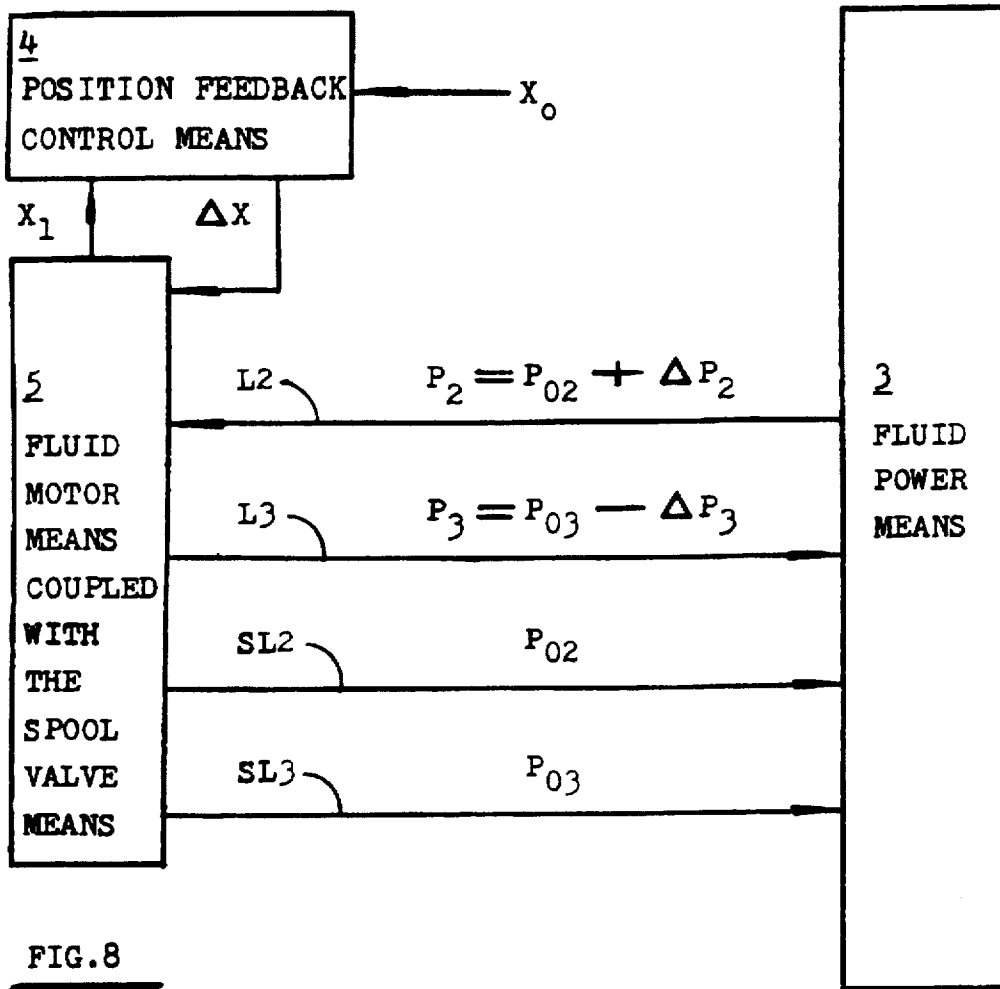 4
POSITION FEEDBACK
CONTROL MEANS
X₀
X₁
ΔX
5
FLUID
MOTOR
MEANS
COUPLED
WITH
THE
SPOOL
VALVE
MEANS
L2
P₂ = P₀₂ + ΔP₂
L3
P₃ = P₀₃ − ΔP₃
SL2
P₀₂
SL3
P₀₃
3
FLUID
POWER
MEANS
FIG.8